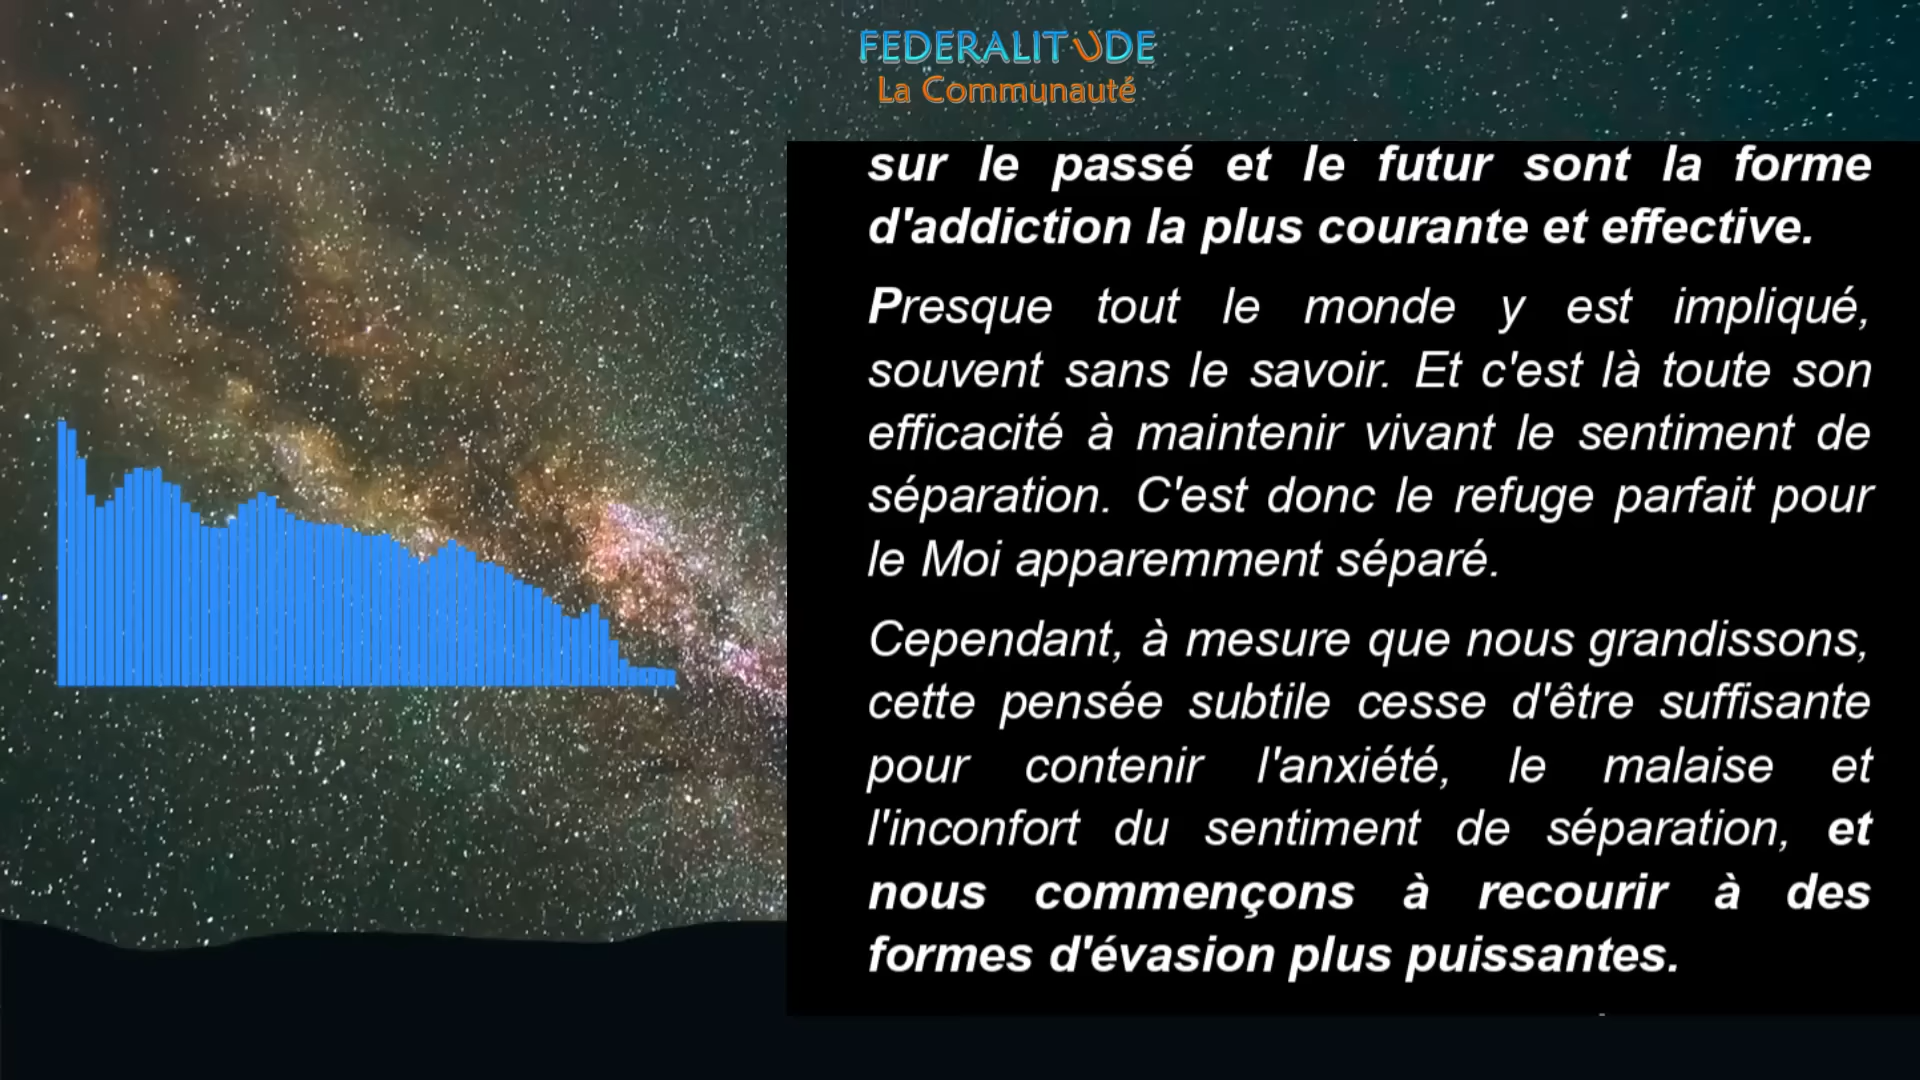 FEDERALITUDE
La Communauté
sur le passé et le futur sont la forme
d'addiction la plus courante et effective.
Presque tout le monde y est impliqué,
souvent sans le savoir. Et c'est là toute son
efficacité à maintenir vivant le sentiment de
séparation. C'est donc le refuge parfait pour
le Moi apparemment séparé.
Cependant, à mesure que nous grandissons,
cette pensée subtile cesse d'être suffisante
pour contenir l'anxiété, le malaise et
l'inconfort du sentiment de séparation, et
nous commençons à recourir à des
formes d'évasion plus puissantes.